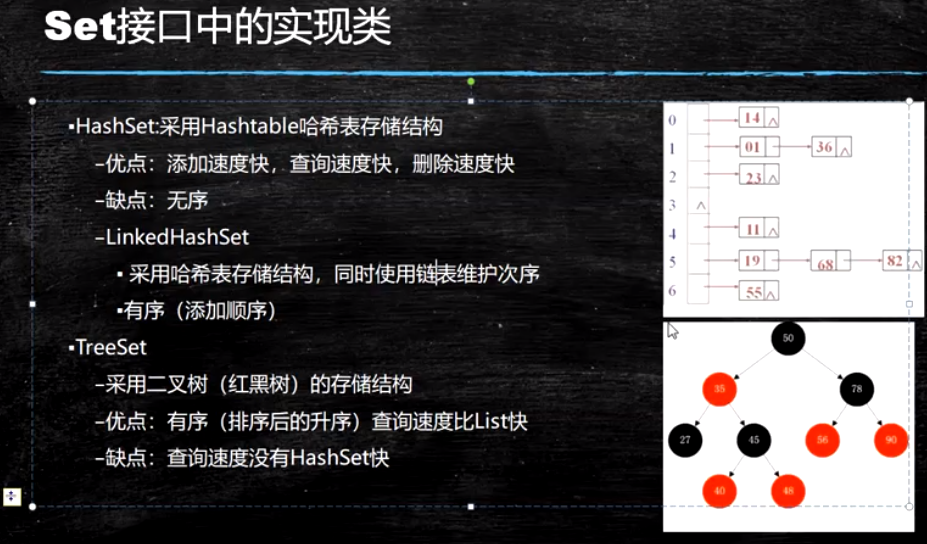 Set接口中的实现类
▪HashSet:采用Hashtable哈希表存储结构
–优点：添加速度快，查询速度快，删除速度快
–缺点：无序
–LinkedHashSet
▪ 采用哈希表存储结构，同时使用链表维护次序
▪有序（添加顺序）
▪TreeSet
–采用二叉树（红黑树）的存储结构
–优点：有序（排序后的升序）查询速度比List快
–缺点：查询速度没有HashSet快
0 14 ^
1 01 36 ^
2 23 ^
3 ^
4 11 ^
5 19 68 82 ^
6 55 ^
50
35 78
27 45 56 90
40 48